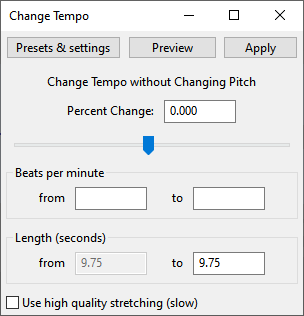 Change Tempo
Presets & settings Preview Apply
Change Tempo without Changing Pitch
Percent Change: 0.000
Beats per minute
from to
Length (seconds)
from 9.75 to 9.75
Use high quality stretching (slow)